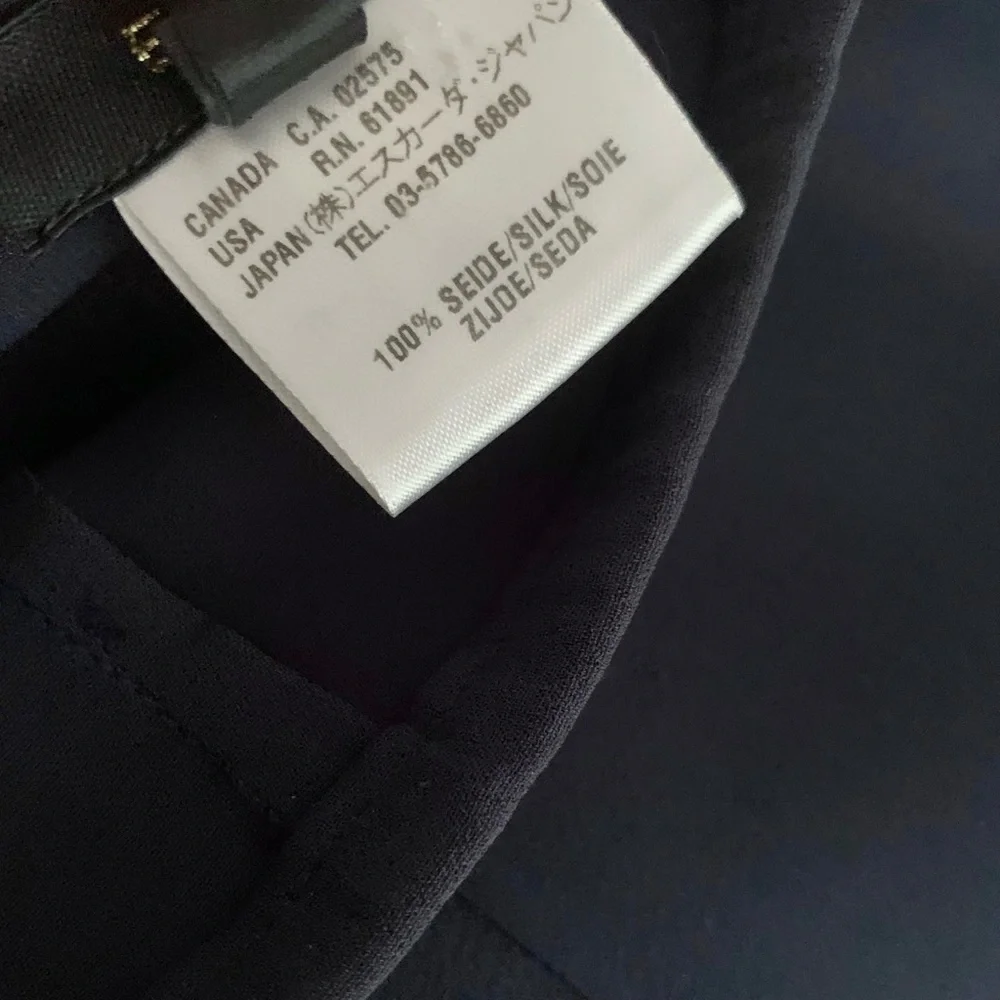 CANADA C.A. 02575
USA R.N. 61891
JAPAN(株)エスカーダ・ジャパン
TEL. 03-5786-6860
100% SEIDE/SILK/SOIE
ZIJDE/SEDA